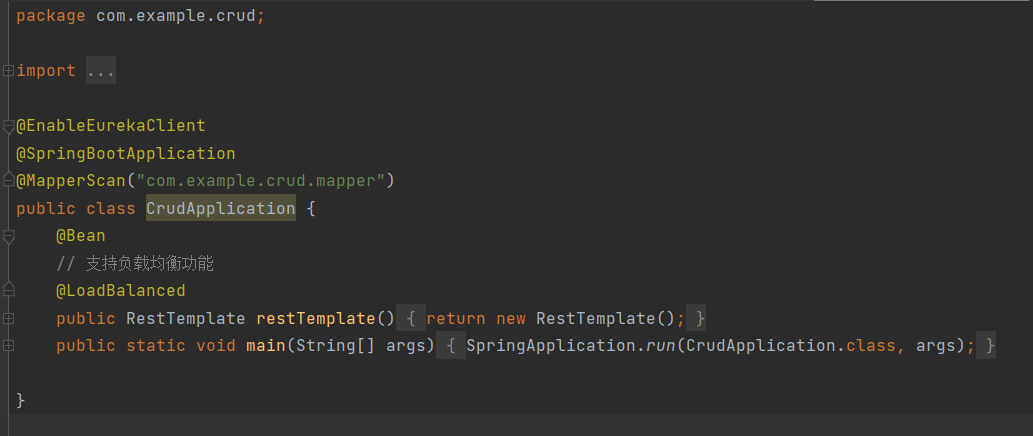 package com.example.crud;
import ...
@EnableEurekaClient
@SpringBootApplication
@MapperScan("com.example.crud.mapper")
public class CrudApplication {
@Bean
// 支持负载均衡功能
@LoadBalanced
public RestTemplate restTemplate() { return new RestTemplate(); }
public static void main(String[] args) { SpringApplication.run(CrudApplication.class, args); }
}